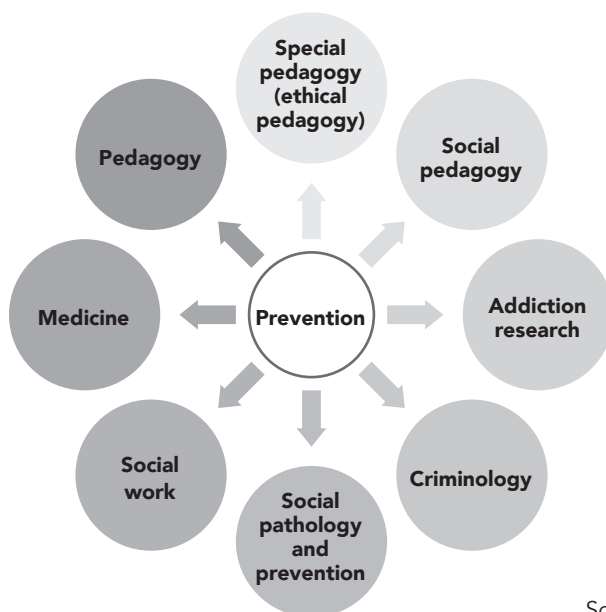 Special
pedagogy
(ethical
pedagogy)
Social
pedagogy
Pedagogy
Addiction
research
Medicine
Prevention
Social
work
Criminology
Social
pathology
and
prevention